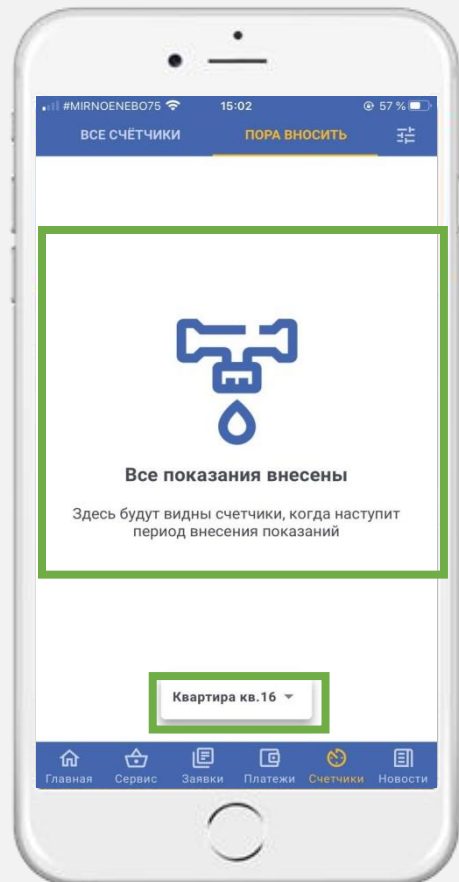 #MIRNOENEBO75 15:02 57 %
ВСЕ СЧЁТЧИКИ ПОРА ВНОСИТЬ
Все показания внесены
Здесь будут видны счетчики, когда наступит
период внесения показаний
Квартира кв.16
Главная Сервис Заявки Платежи Счетчики Новости